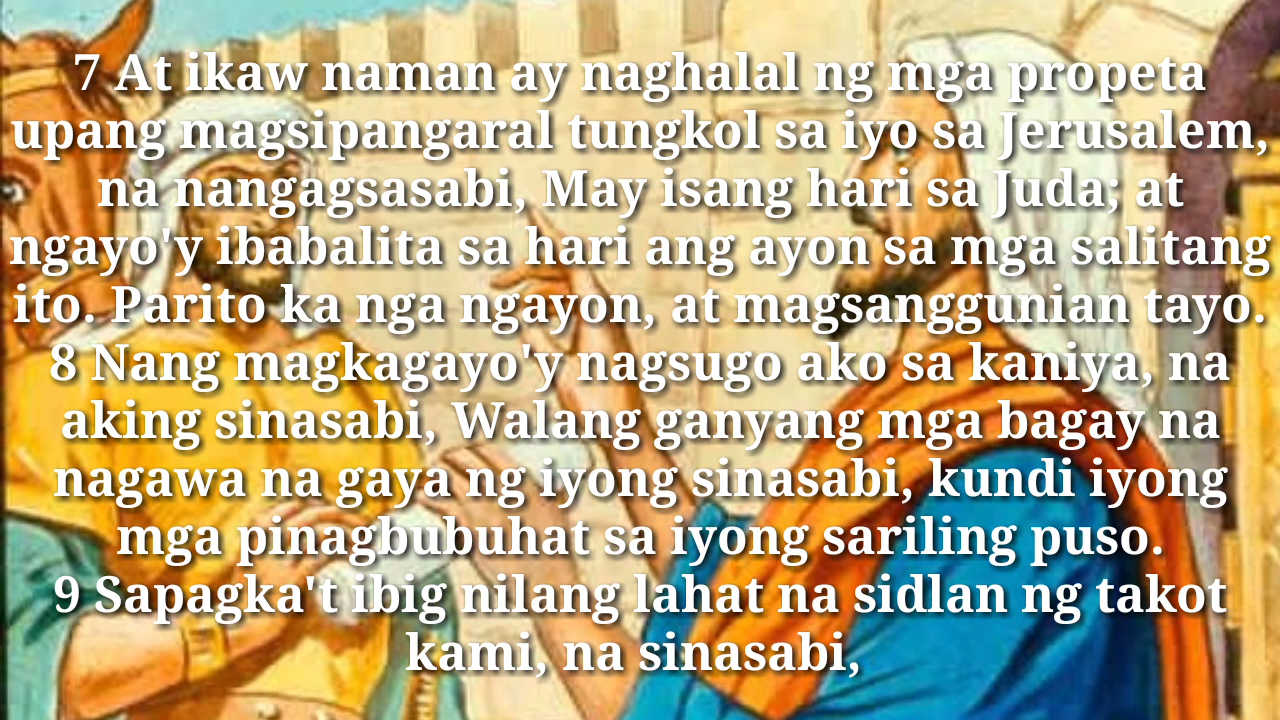 7 At ikaw naman ay naghalal ng mga propeta
upang magsipangaral tungkol sa iyo sa Jerusalem,
na nangagsasabi, May isang hari sa Juda; at
ngayo'y ibabalita sa hari ang ayon sa mga salitang
ito. Parito ka nga ngayon, at magsanggunian tayo.
8 Nang magkagayo'y nagsugo ako sa kaniya, na
aking sinasabi, Walang ganyang mga bagay na
nagawa na gaya ng iyong sinasabi, kundi iyong
mga pinagbubuhat sa iyong sariling puso.
9 Sapagka't ibig nilang lahat na sidlan ng takot
kami, na sinasabi,